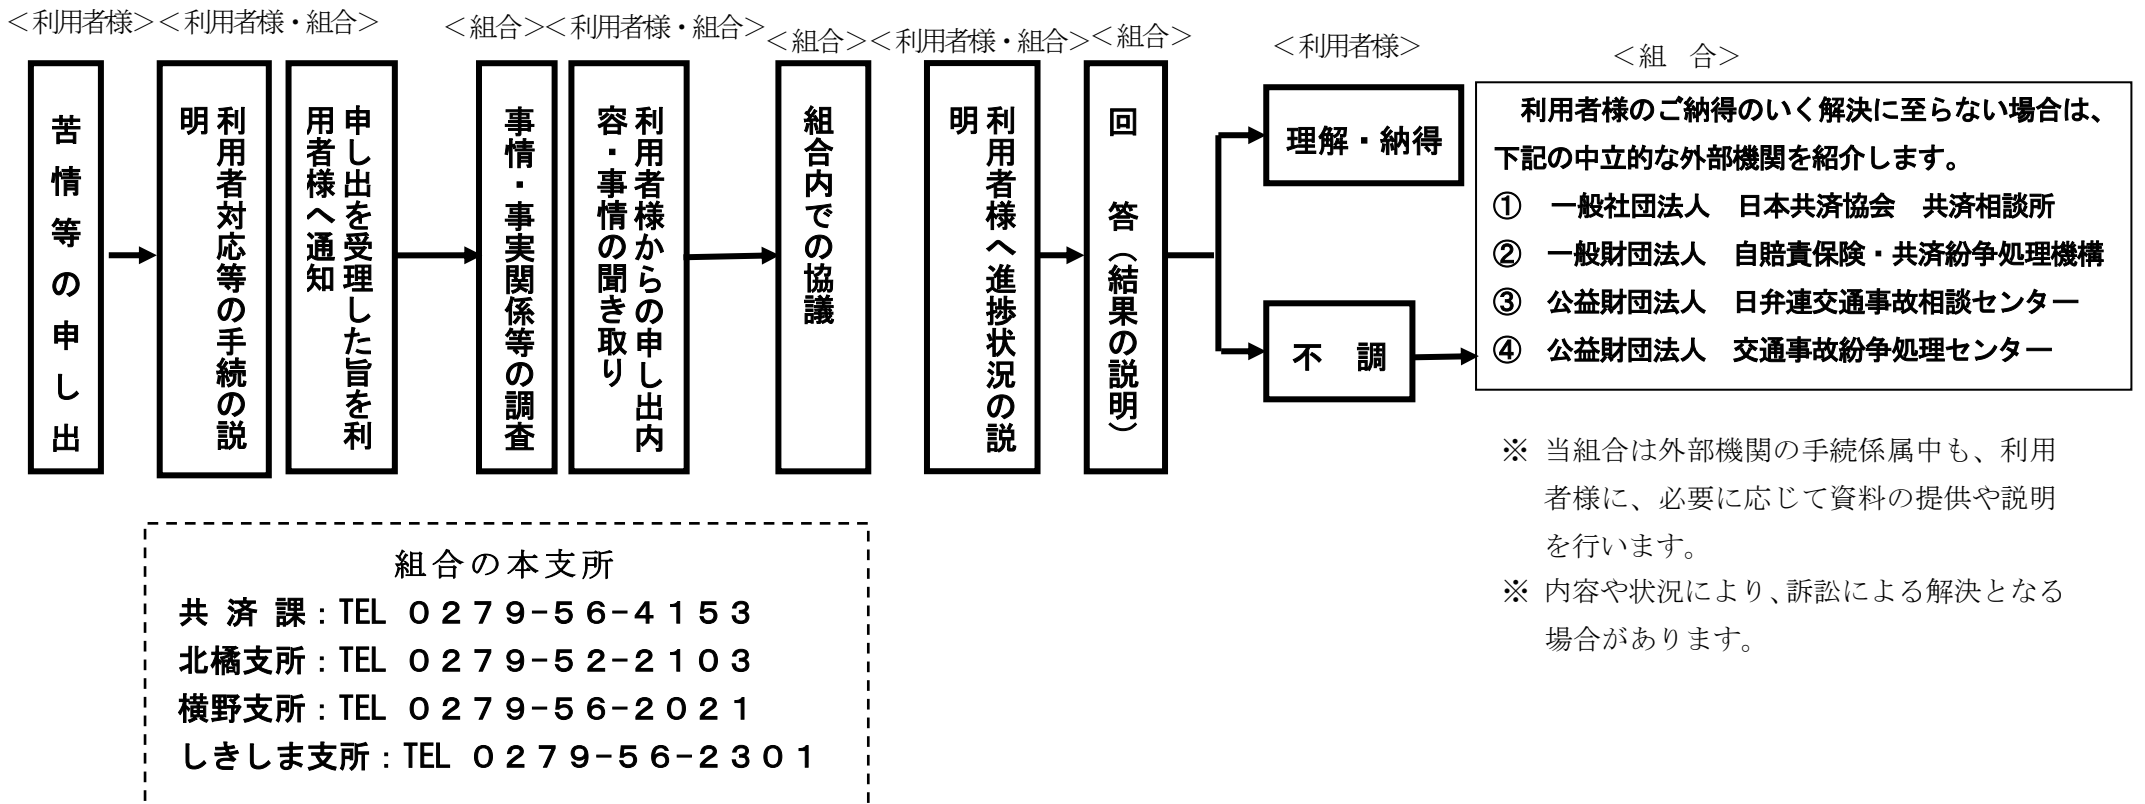 ＜利用者様＞＜利用者様・組合＞
＜組合＞＜利用者様・組合＞
＜組合＞＜利用者様・組合＞＜組合＞
＜利用者様＞
＜組　合＞
苦情等の申し出
利用者対応等の手続の説
明
申し出を受理した旨を利
用者様へ通知
事情・事実関係等の調査
利用者様からの申し出内
容・事情の聞き取り
組合内での協議
利用者様へ進捗状況の説
明
回　答（結果の説明）
理解・納得
不　調
利用者様のご納得のいく解決に至らない場合は、
下記の中立的な外部機関を紹介します。
①　一般社団法人　日本共済協会　共済相談所
②　一般財団法人　自賠責保険・共済紛争処理機構
③　公益財団法人　日弁連交通事故相談センター
④　公益財団法人　交通事故紛争処理センター
※ 当組合は外部機関の手続係属中も、利用
者様に、必要に応じて資料の提供や説明
を行います。
※ 内容や状況により､訴訟による解決となる
場合があります。
組合の本支所
共 済 課：TEL ０２７９−５６−４１５３
北橘支所：TEL ０２７９−５２−２１０３
横野支所：TEL ０２７９−５６−２０２１
しきしま支所：TEL ０２７９−５６−２３０１